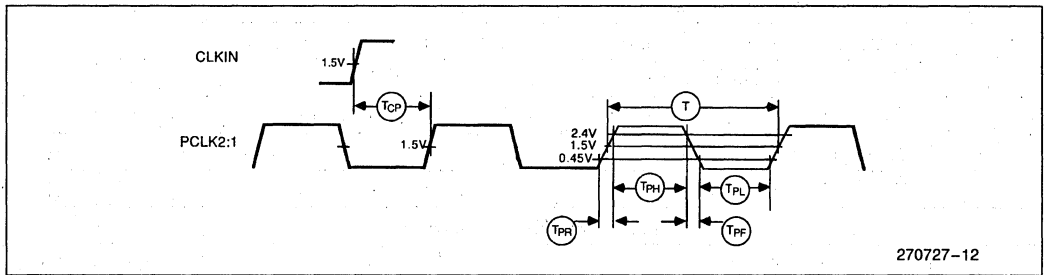 CLKIN
1.5V
TCP
T
PCLK2:1
1.5V
2.4V
1.5V
0.45V
TPH
TPL
TPR
TPF
270727-12